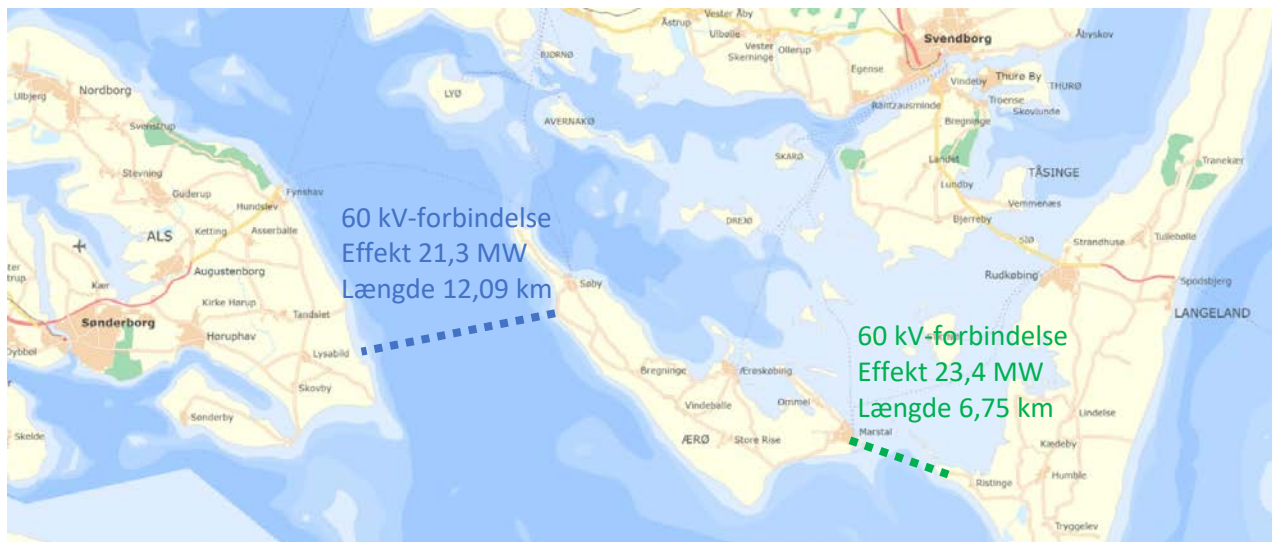 Vester Åby
Åstrup
Ulbølle
Vester
Skerninge
Ollerup
Svendborg
Åbyskov
BJORNØ
Egense
Vindeby
Thurø By
THURØ
Ulbjerg
Nordborg
LYØ
Rantzausminde
Troense
Skovlunde
Bregninge
Svenstrup
AVERNAKØ
SKARØ
Landet
Tranekær
Stevning
Guderup
Fynshav
Lundby
TÅSINGE
Hundslev
Vemmenæs
60 kV-forbindelse
Effekt 21,3 MW
Længde 12,09 km
DREJØ
Bjerreby
ALS
Ketting
Asserballe
SIØ
Strandhuse
Tullebølle
Augustenborg
Rudkøbing
Spodsbjerg
Kær
Søby
Kirke Hørup
Tandslet
LANGELAND
Sønderborg
Høruphav
60 kV-forbindelse
Effekt 23,4 MW
Længde 6,75 km
Dybbøl
Lysabild
Bregninge
Ærøskøbing
Skovby
Vindeballe
Ommel
Lindelse
Sønderby
Marstal
Skelde
ÆRØ
Store Rise
Kædeby
Humble
Ristinge
Tryggelev